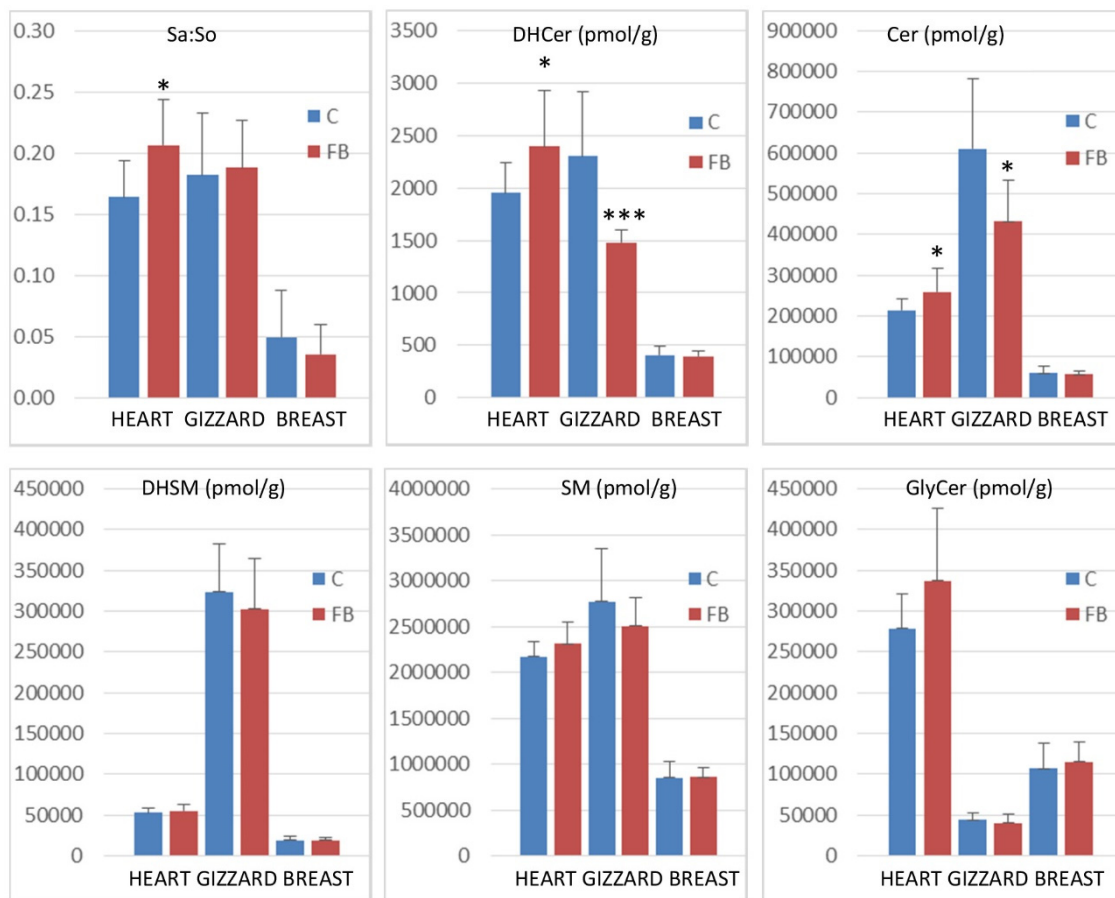 Sa:So
0.30
0.25
0.20
0.15
0.10
0.05
0.00
*
C
FB
HEART GIZZARD BREAST
DHCer (pmol/g)
3500
3000
2500
2000
1500
1000
500
0
*
***
C
FB
HEART GIZZARD BREAST
Cer (pmol/g)
900000
800000
700000
600000
500000
400000
300000
200000
100000
0
*
*
C
FB
HEART GIZZARD BREAST
DHSM (pmol/g)
450000
400000
350000
300000
250000
200000
150000
100000
50000
0
C
FB
HEART GIZZARD BREAST
SM (pmol/g)
4000000
3500000
3000000
2500000
2000000
1500000
1000000
500000
0
C
FB
HEART GIZZARD BREAST
GlyCer (pmol/g)
450000
400000
350000
300000
250000
200000
150000
100000
50000
0
C
FB
HEART GIZZARD BREAST